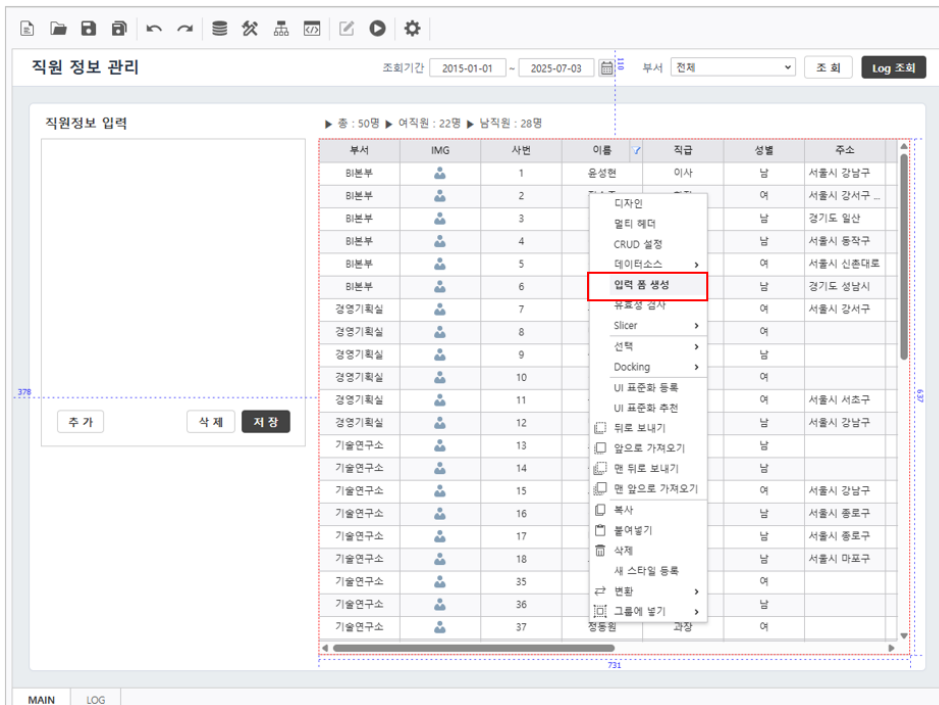 직원 정보 관리 조회기간 2015-01-01 ~ 2025-07-03 부서 전체 조 회 Log 조회
110
직원정보 입력 ▶ 총 : 50명 ▶ 여직원 : 22명 ▶ 남직원 : 28명
부서 IMG 사번 이름 직급 성별 주소
BI본부 1 윤성현 이사 남 서울시 강남구
BI본부 2 여 서울시 강서구 ...
BI본부 3 남 경기도 일산
BI본부 4 남 서울시 동작구
BI본부 5 여 서울시 신촌대로
BI본부 6 남 경기도 성남시
경영기획실 7 여 서울시 강서구
경영기획실 8 여
경영기획실 9 남
경영기획실 10 여
경영기획실 11 여 서울시 서초구
경영기획실 12 남 서울시 강남구
기술연구소 13 남
기술연구소 14 남
기술연구소 15 여 서울시 강남구
기술연구소 16 남 서울시 종로구
기술연구소 17 남 서울시 종로구
기술연구소 18 남 서울시 마포구
기술연구소 35 여
기술연구소 36 남
기술연구소 37 정동원 과장 여
디자인
멀티 헤더
CRUD 설정
데이터소스
입력 폼 생성
유효성 검사
Slicer
선택
Docking
UI 표준화 등록
UI 표준화 추천
뒤로 보내기
앞으로 가져오기
맨 뒤로 보내기
맨 앞으로 가져오기
복사
붙여넣기
삭제
새 스타일 등록
변환
그룹에 넣기
378
637
추 가 삭 제 저 장
731
MAIN LOG